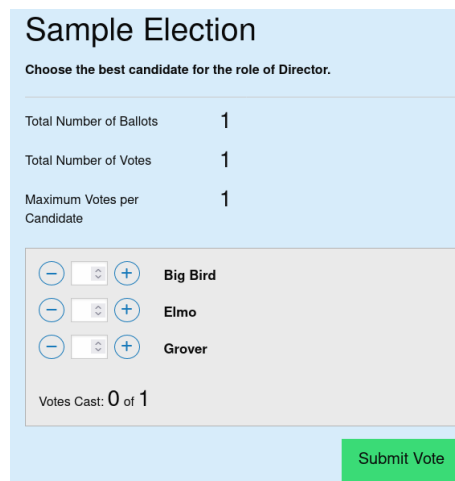 Sample Election
Choose the best candidate for the role of Director.
Total Number of Ballots 1
Total Number of Votes 1
Maximum Votes per 1
Candidate
− + Big Bird
− + Elmo
− + Grover
Votes Cast: 0 of 1
Submit Vote